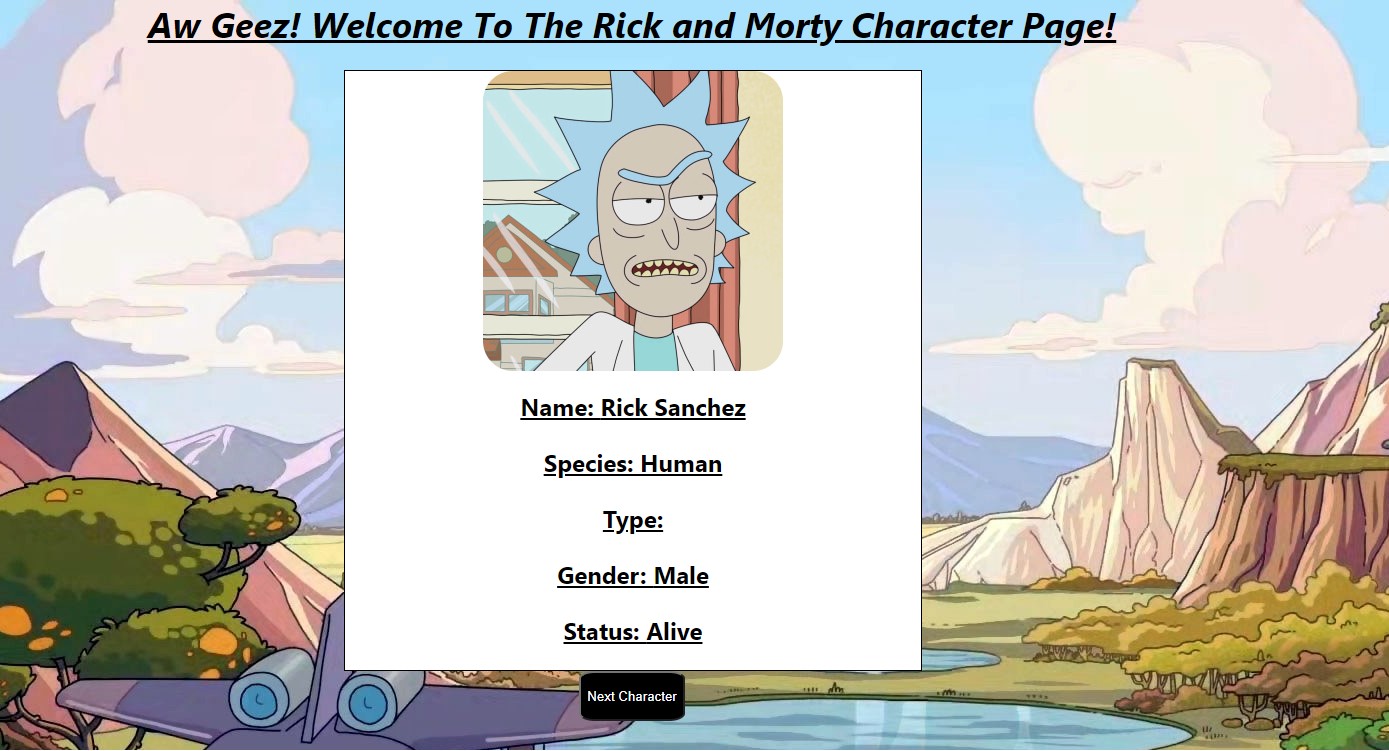 Aw Geez! Welcome To The Rick and Morty Character Page!
Name: Rick Sanchez
Species: Human
Type:
Gender: Male
Status: Alive
Next Character